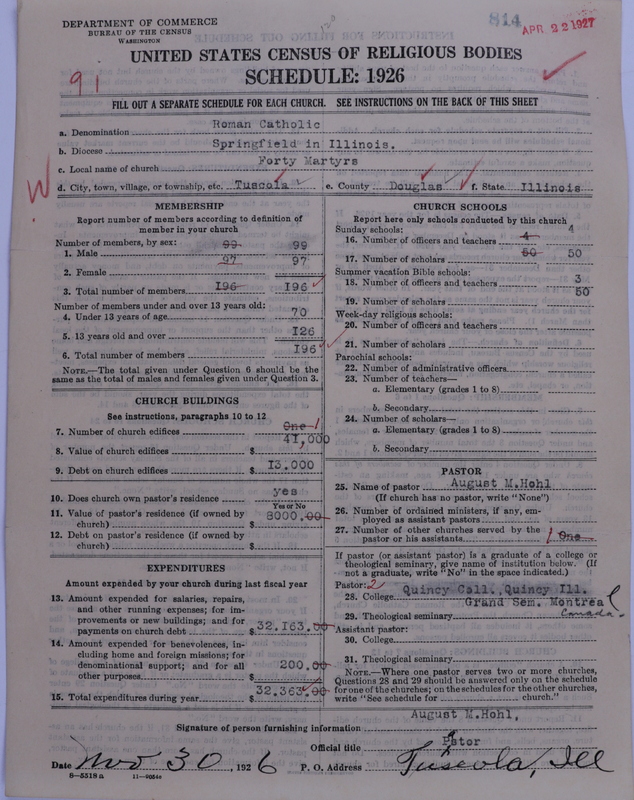 DEPARTMENT OF COMMERCE
BUREAU OF THE CENSUS
WASHINGTON
814
APR 22 1927
91
UNITED STATES CENSUS OF RELIGIOUS BODIES
SCHEDULE: 1926
FILL OUT A SEPARATE SCHEDULE FOR EACH CHURCH. SEE INSTRUCTIONS ON THE BACK OF THIS SHEET
a. Denomination Roman Catholic
b. Diocese Springfield in Illinois.
c. Local name of church Forty Martyrs
W
d. City, town, village, or township, etc. Tuscola e. County Douglas f. State Illinois
MEMBERSHIP
Report number of members according to definition of
member in your church
Number of members, by sex:
1. Male 99 99
2. Female 97 97
3. Total number of members 196 196
Number of members under and over 13 years old:
4. Under 13 years of age 70
5. 13 years old and over 126
6. Total number of members 196
NOTE.—The total given under Question 6 should be
same as the total of males and females given under Question 3.
CHURCH BUILDINGS
See instructions, paragraphs 10 to 12
7. Number of church edifices One 1
8. Value of church edifices $ 41,000
9. Debt on church edifices $ 13.000
10. Does church own pastor's residence yes
Yes or No
11. Value of pastor's residence (if owned by
church) $ 8000.00
12. Debt on pastor's residence (if owned by
church) $
EXPENDITURES
Amount expended by your church during last fiscal year
13. Amount expended for salaries, repairs,
and other running expenses; for im-
provements or new buildings; and for
payments on church debt $ 32.163.00
14. Amount expended for benevolences, in-
cluding home and foreign missions; for
denominational support; and for all
other purposes $ 200.00
15. Total expenditures during year $ 32.363.00
CHURCH SCHOOLS
Report here only schools conducted by this church
Sunday schools:
16. Number of officers and teachers 4 4
17. Number of scholars 50 50
Summer vacation Bible schools:
18. Number of officers and teachers 3
19. Number of scholars 50
Week-day religious schools:
20. Number of officers and teachers
21. Number of scholars
Parochial schools:
22. Number of administrative officers
23. Number of teachers—
a. Elementary (grades 1 to 8)
b. Secondary
24. Number of scholars—
a. Elementary (grades 1 to 8)
b. Secondary
PASTOR
25. Name of pastor August M.Hohl
(If church has no pastor, write "None")
26. Number of ordained ministers, if any, em-
ployed as assistant pastors
27. Number of other churches served by the
pastor or his assistants 1 One
If pastor (or assistant pastor) is a graduate of a college or
theological seminary, give name of institution below. (If
not a graduate, write "No" in the space indicated.)
Pastor: 2
28. College Quincy Coll., Quincy Ill.
Grand Sem. Montreal
29. Theological seminary Canada.
Assistant pastor:
30. College
31. Theological seminary
NOTE.—Where one pastor serves two or more churches,
Questions 28 and 29 should be answered only on the schedule
for one of the churches; on the schedules for the other churches,
write "See schedule for church."
August M.Hohl,
Signature of person furnishing information
Official title Pstor
Date Nov 30, 1926 P. O. Address Tuscola, Ill
8—5518 a